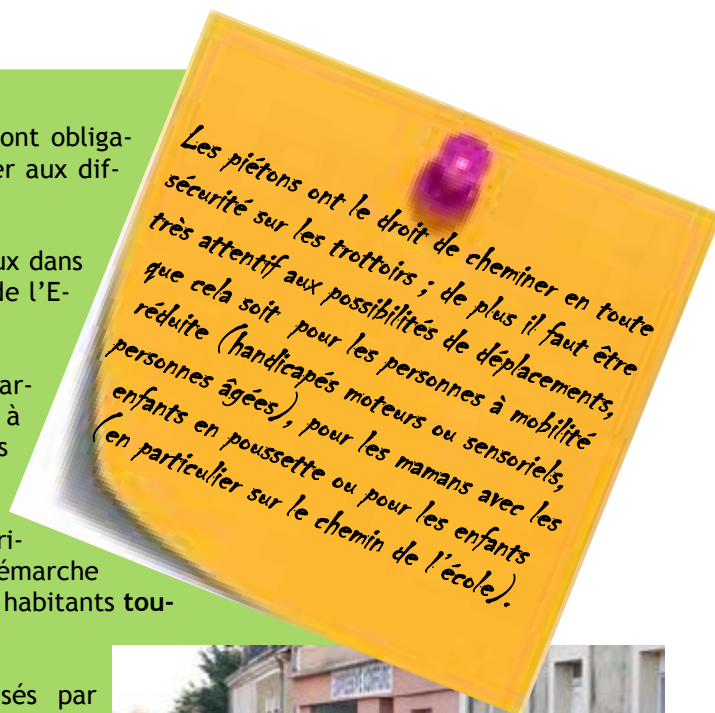 ont obliga-
er aux dif-
ux dans
de l'E-
ar-
à
s
ri-
émarche
habitants tou-
sés par
Les piétons ont le droit de cheminer en toute
sécurité sur les trottoirs ; de plus il faut être
très attentif aux possibilités de déplacements,
que cela soit pour les personnes à mobilité
réduite (handicapés moteurs ou sensoriels,
personnes âgées), pour les mamans avec les
enfants en poussette ou pour les enfants
(en particulier sur le chemin de l'école).